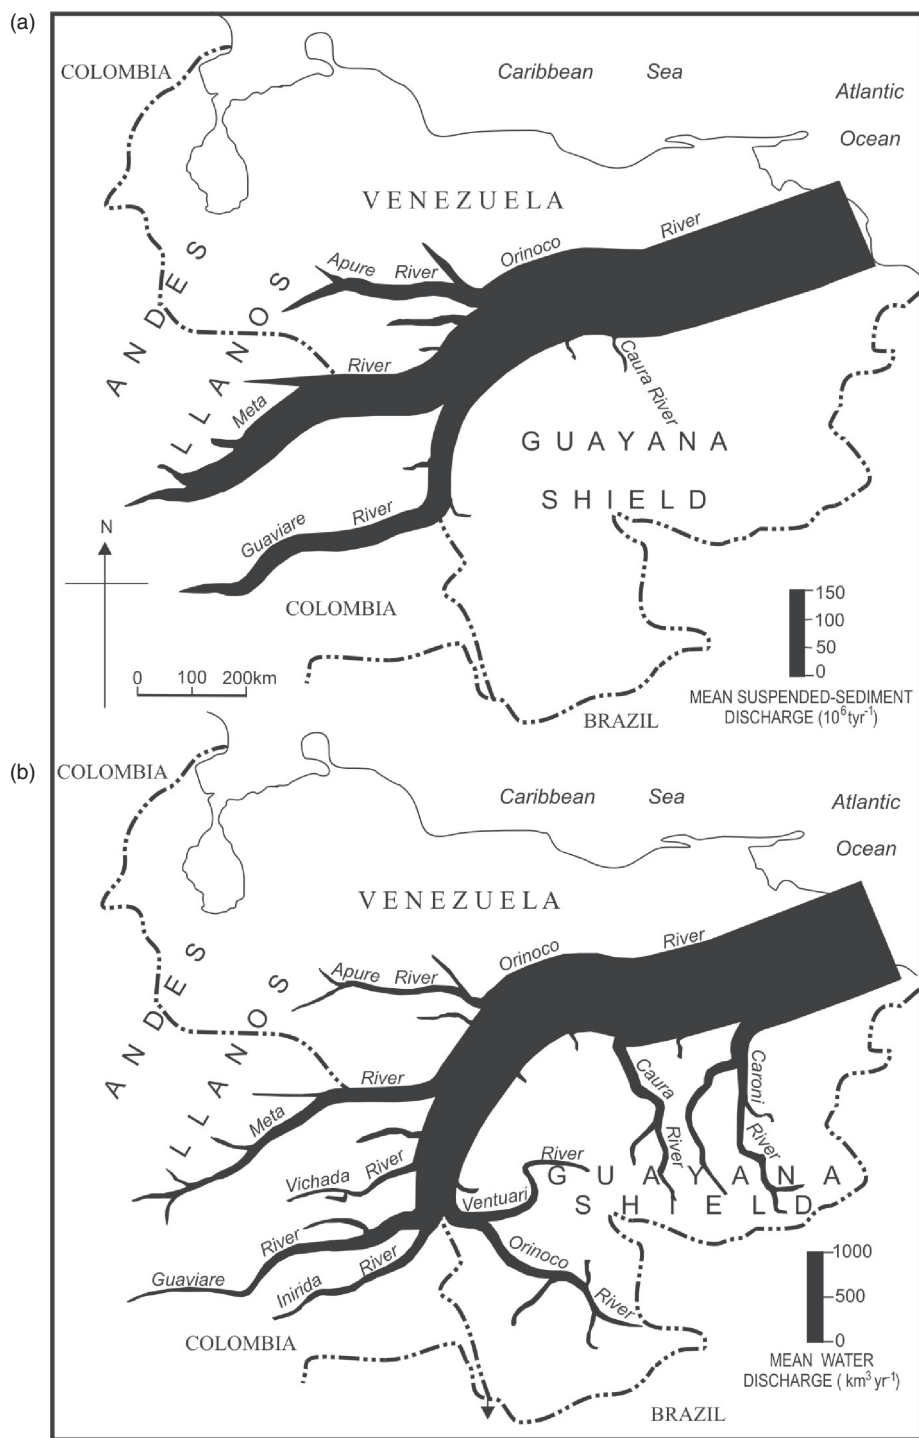 (a)
COLOMBIA
Caribbean Sea
Atlantic
Ocean
VENEZUELA
ANDES
LLANOS
Apure River
Orinoco River
Meta River
Caura River
GUAYANA
SHIELD
Guaviare River
N
COLOMBIA
0 100 200km
BRAZIL
150
100
50
0
MEAN SUSPENDED-SEDIMENT
DISCHARGE (10⁶tyr⁻¹)
(b)
COLOMBIA
Caribbean Sea
Atlantic
Ocean
VENEZUELA
ANDES
LLANOS
Apure River
Orinoco River
Meta River
Caura River
Caroni River
Vichada River
Ventuari River
GUAYANA
SHIELD
Guaviare River
Inirida River
Orinoco River
COLOMBIA
1000
500
0
MEAN WATER
DISCHARGE ( km³ yr⁻¹)
BRAZIL